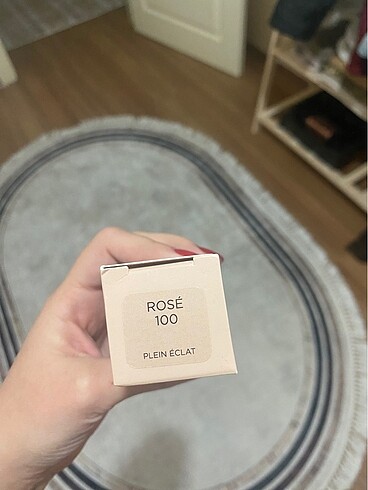 ROSÉ
100
PLEIN ÉCLAT